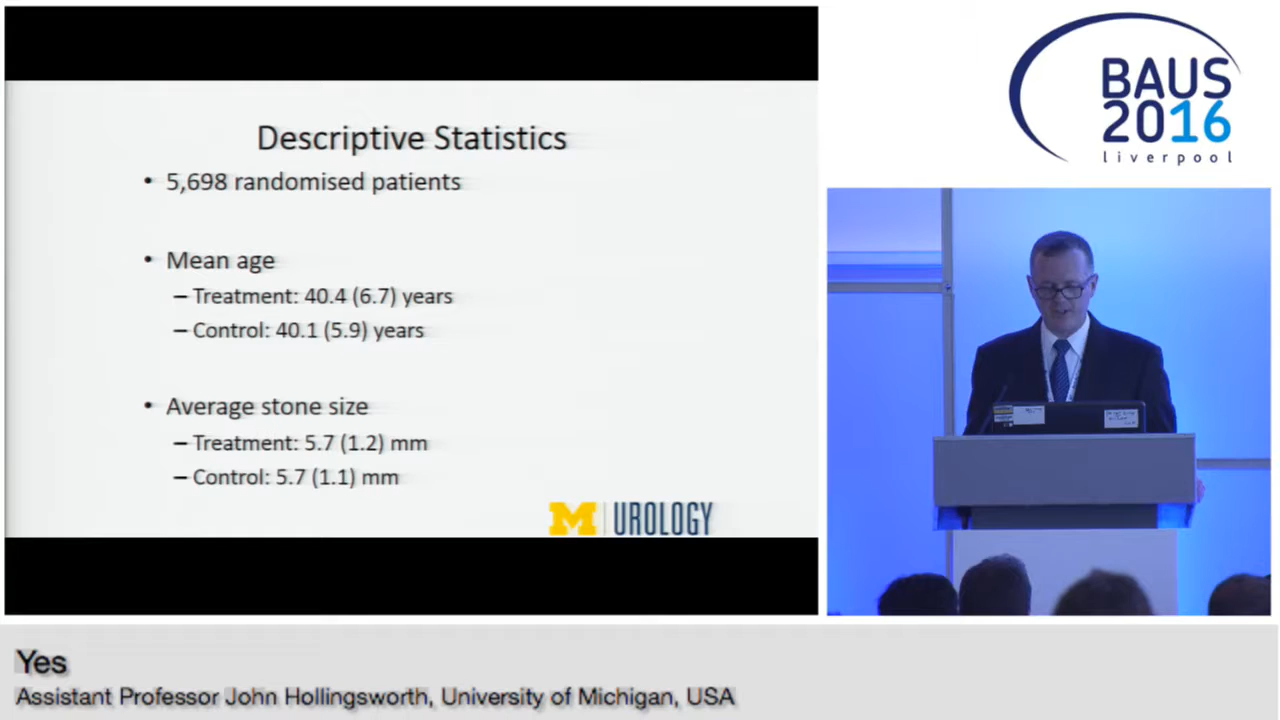 Descriptive Statistics
• 5,698 randomised patients
• Mean age
– Treatment: 40.4 (6.7) years
– Control: 40.1 (5.9) years
• Average stone size
– Treatment: 5.7 (1.2) mm
– Control: 5.7 (1.1) mm
M | UROLOGY
BAUS
2016
liverpool
Yes
Assistant Professor John Hollingsworth, University of Michigan, USA